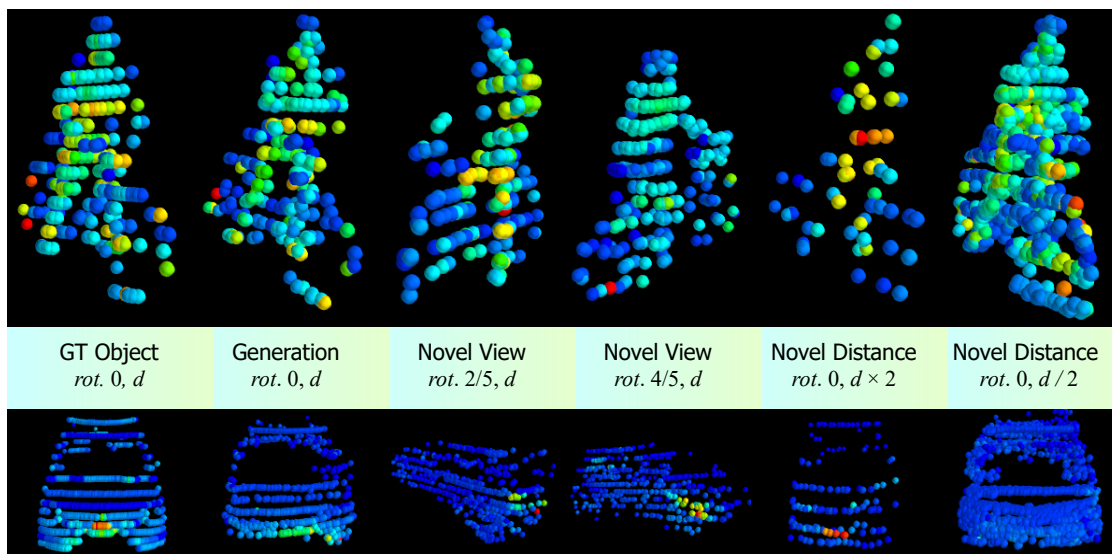 GT Object
rot. 0, d
Generation
rot. 0, d
Novel View
rot. 2/5, d
Novel View
rot. 4/5, d
Novel Distance
rot. 0, d × 2
Novel Distance
rot. 0, d / 2